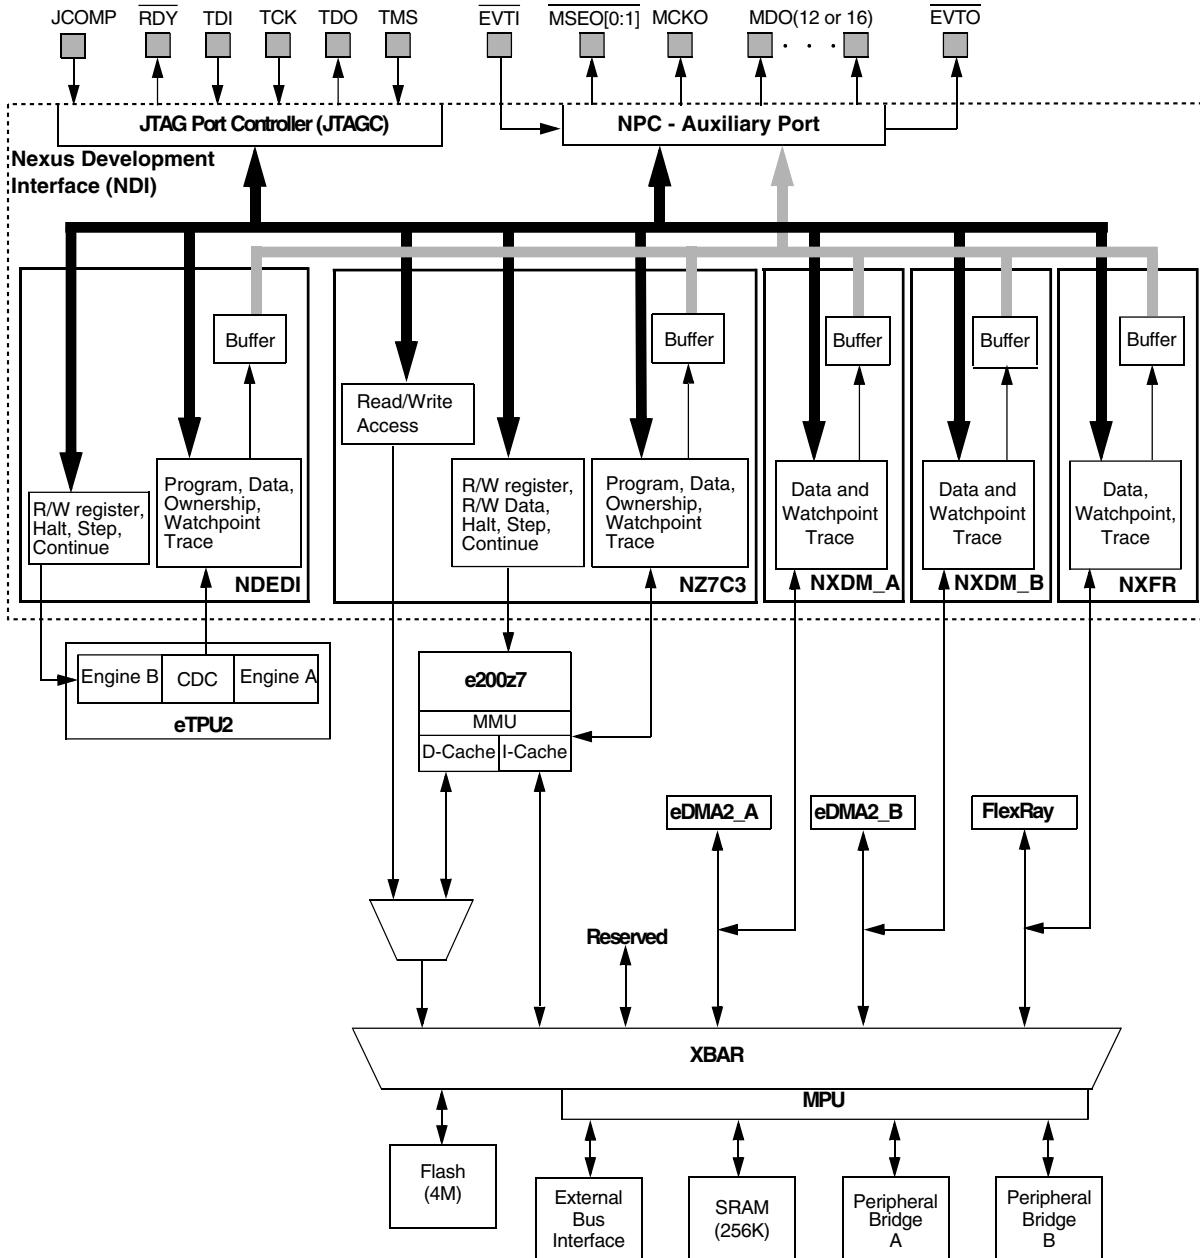 JCOMP RDY TDI TCK TDO TMS EVTI MSEO[0:1] MCKO MDO(12 or 16) EVTO
. . .
JTAG Port Controller (JTAGC)
NPC - Auxiliary Port
Nexus Development
Interface (NDI)
Buffer
Buffer
Buffer
Buffer
Buffer
Read/Write
Access
R/W register,
Halt, Step,
Continue
Program, Data,
Ownership,
Watchpoint
Trace
R/W register,
R/W Data,
Halt, Step,
Continue
Program, Data,
Ownership,
Watchpoint
Trace
Data and
Watchpoint
Trace
Data and
Watchpoint
Trace
Data,
Watchpoint,
Trace
NDEDI
NZ7C3
NXDM_A
NXDM_B
NXFR
Engine B
CDC
Engine A
eTPU2
e200z7
MMU
D-Cache
I-Cache
eDMA2_A
eDMA2_B
FlexRay
Reserved
XBAR
MPU
Flash
(4M)
External
Bus
Interface
SRAM
(256K)
Peripheral
Bridge
A
Peripheral
Bridge
B